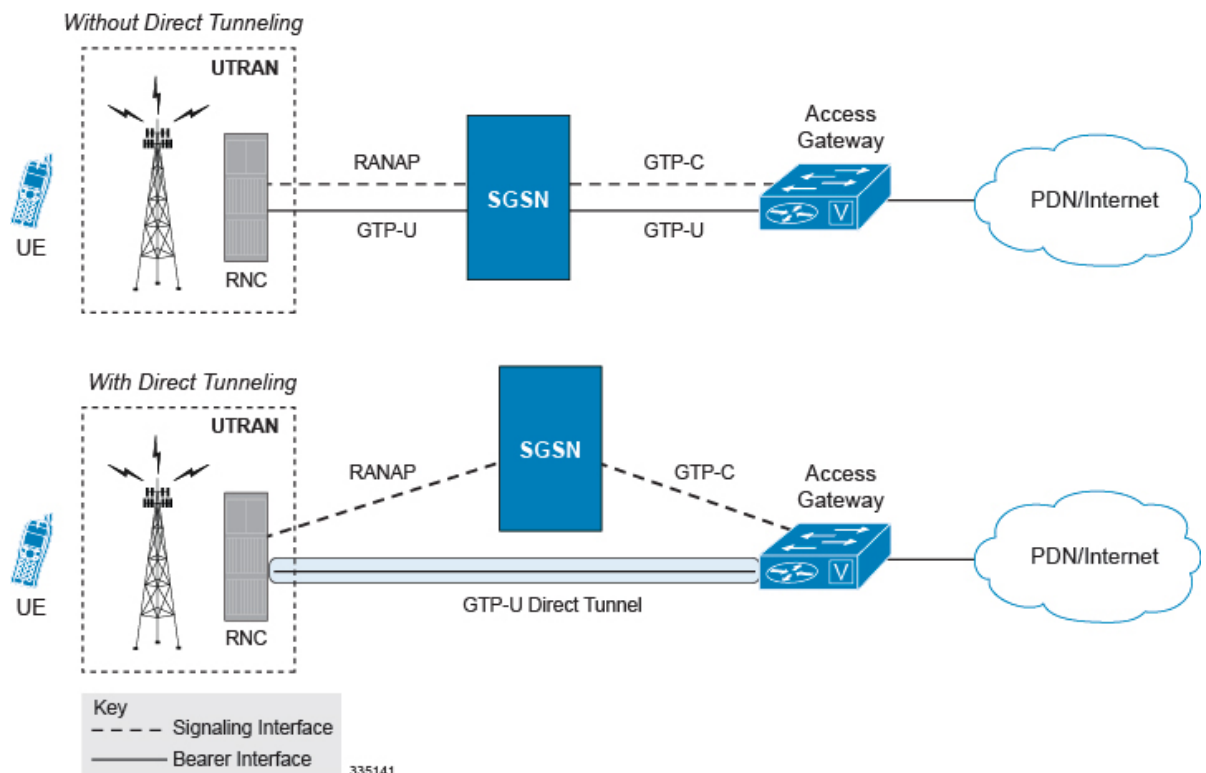 Without Direct Tunneling
UTRAN
UE
RNC
RANAP
GTP-U
SGSN
GTP-C
GTP-U
Access
Gateway
V
PDN/Internet
With Direct Tunneling
UTRAN
UE
RNC
RANAP
SGSN
GTP-C
GTP-U Direct Tunnel
Access
Gateway
V
PDN/Internet
Key
Signaling Interface
Bearer Interface
335141